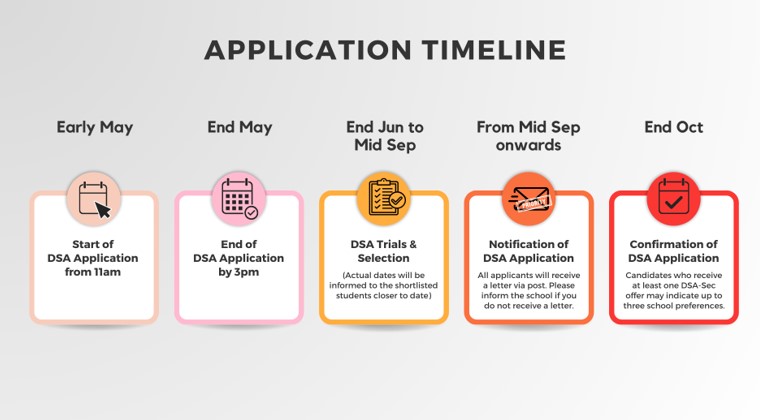 APPLICATION TIMELINE
Early May
Start of
DSA Application
from 11am
End May
End of
DSA Application
by 3pm
End Jun to
Mid Sep
DSA Trials &
Selection
(Actual dates will be
informed to the shortlisted
students closer to date)
From Mid Sep
onwards
PRIORITY
Notification of
DSA Application
All applicants will receive
a letter via post. Please
inform the school if you
do not receive a letter.
End Oct
Confirmation of
DSA Application
Candidates who receive
at least one DSA-Sec
offer may indicate up to
three school preferences.